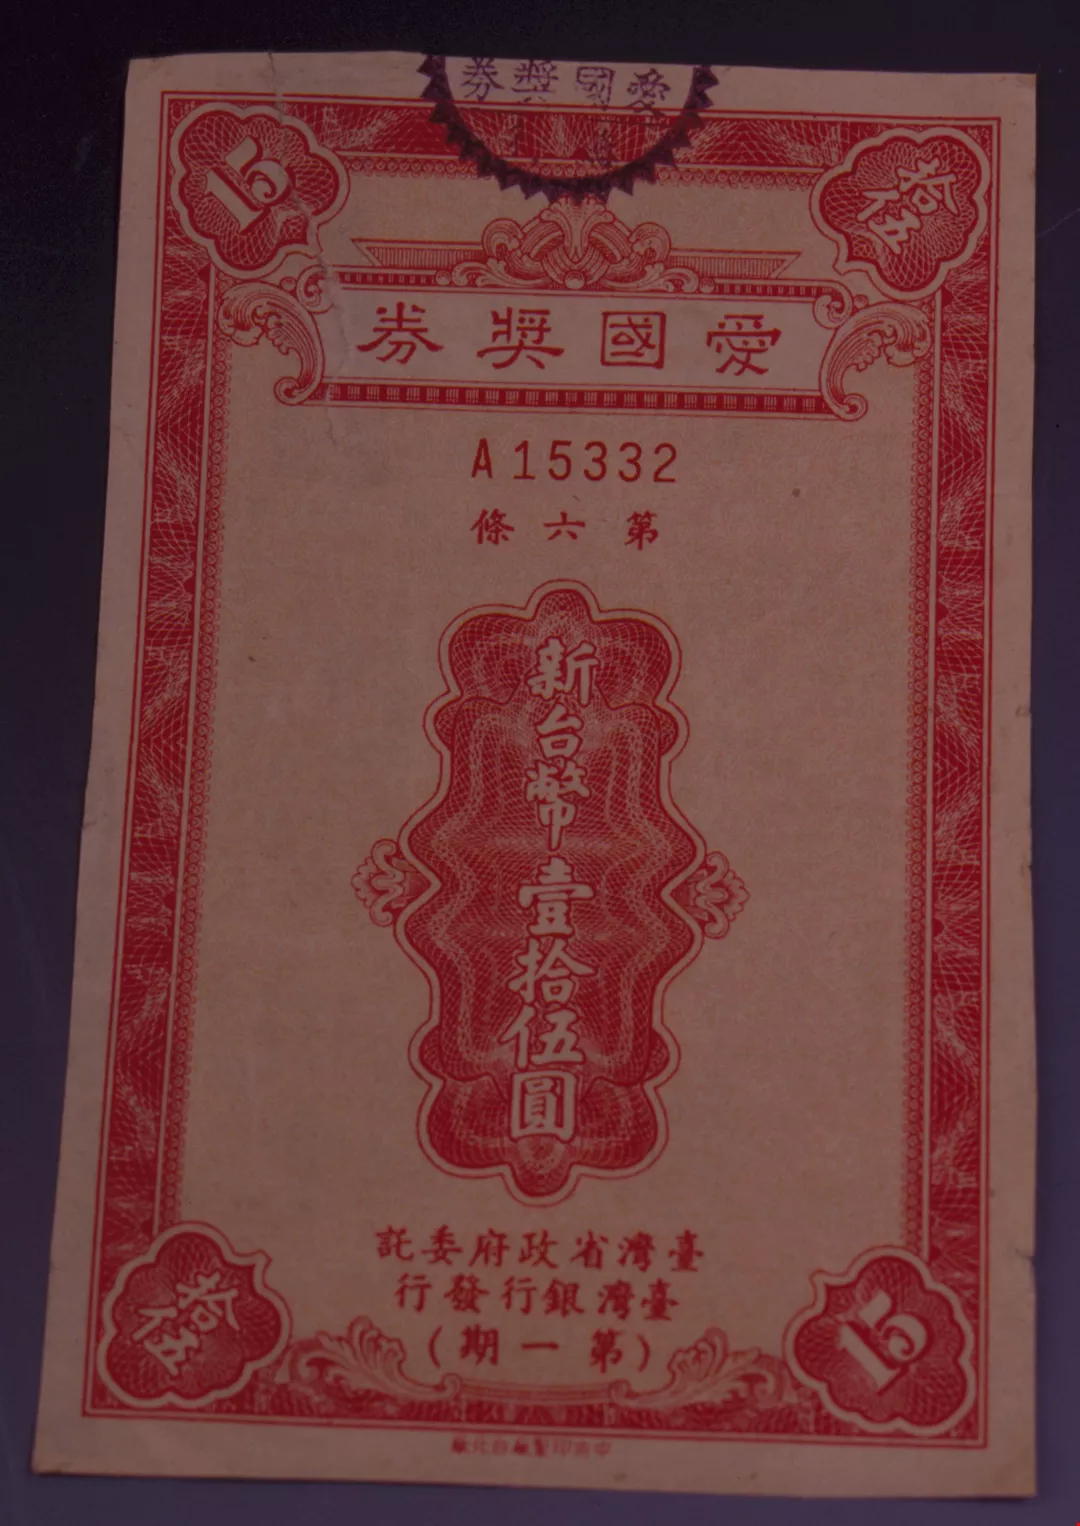 愛國獎券
15
拾伍
愛國獎券
A15332
第六條
新台幣壹拾伍圓
臺灣省政府委託
臺灣銀行發行
(第一期)
拾伍
15